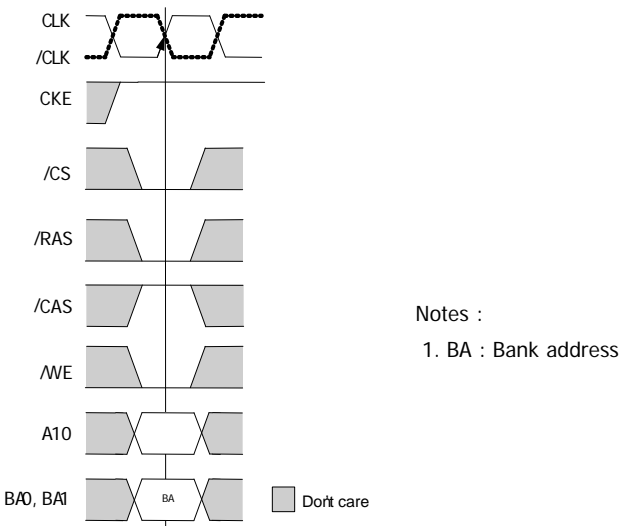 CLK
/CLK
CKE
/CS
/RAS
/CAS
/WE
A10
BA0, BA1
BA
Don't care
Notes :
1. BA : Bank address